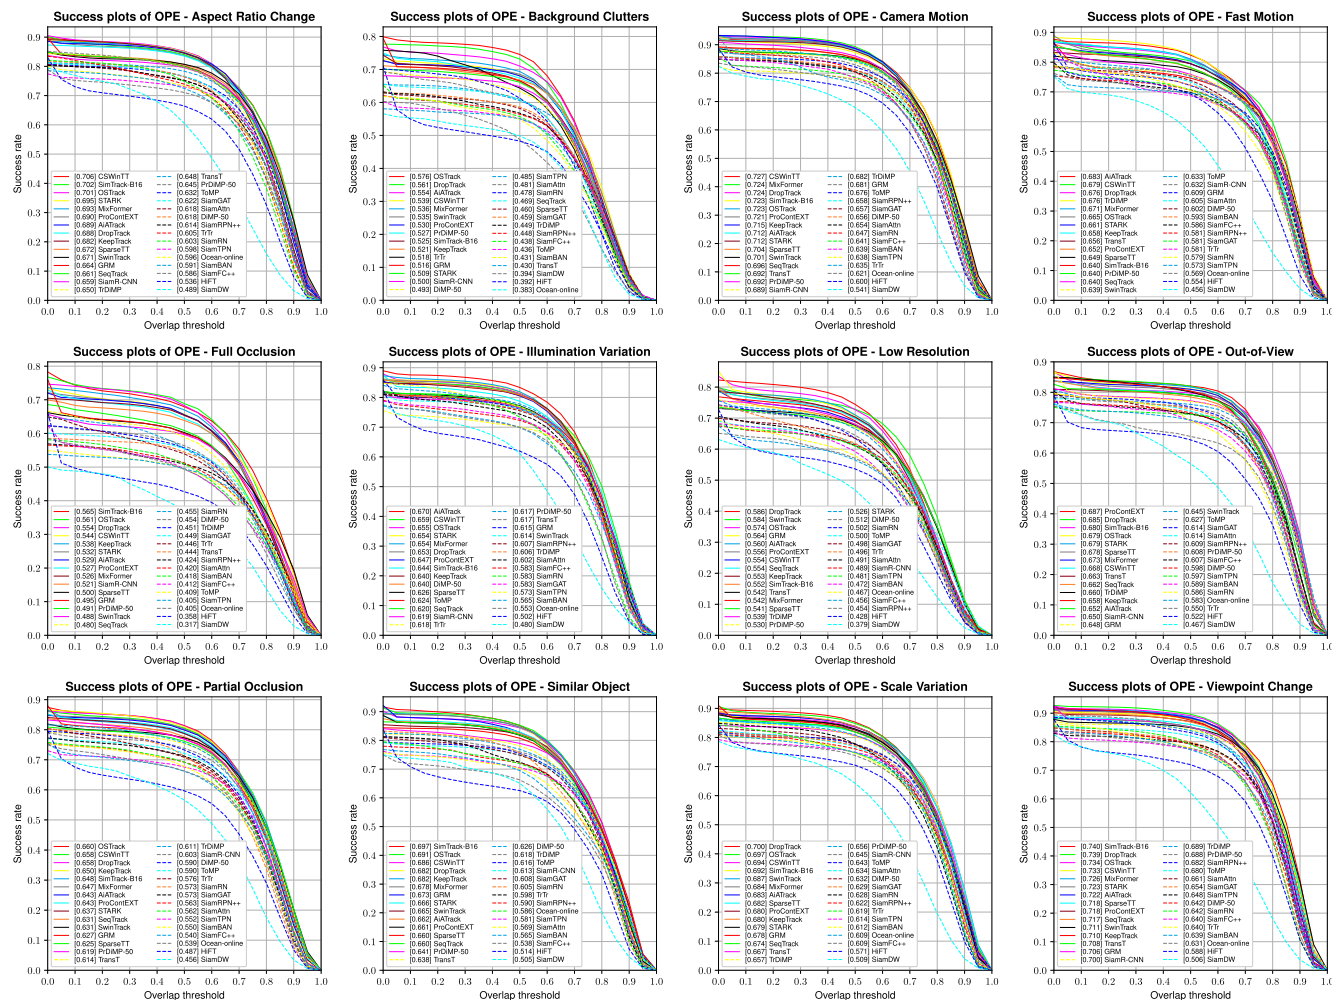 Success plots of OPE - Aspect Ratio Change
Success rate
[0.706] CSWinTT
[0.702] SimTrack-B16
[0.701] OSTrack
[0.695] STARK
[0.693] MixFormer
[0.690] ProContEXT
[0.689] AiATrack
[0.688] DropTrack
[0.682] KeepTrack
[0.672] SparseTT
[0.671] SwinTrack
[0.664] GRM
[0.661] SeqTrack
[0.659] SiamR-CNN
[0.650] TrDiMP
[0.648] TransT
[0.645] PrDiMP-50
[0.632] ToMP
[0.622] SiamGAT
[0.618] SiamAttn
[0.618] DiMP-50
[0.614] SiamRPN++
[0.605] TrTr
[0.603] SiamRN
[0.598] SiamTPN
[0.596] Ocean-online
[0.591] SiamBAN
[0.586] SiamFC++
[0.536] HiFT
[0.489] SiamDW
Overlap threshold
Success plots of OPE - Background Clutters
Success rate
[0.576] OSTrack
[0.561] DropTrack
[0.554] AiATrack
[0.539] CSWinTT
[0.536] MixFormer
[0.535] SwinTrack
[0.530] ProContEXT
[0.527] PrDiMP-50
[0.525] SimTrack-B16
[0.521] KeepTrack
[0.518] TrTr
[0.516] GRM
[0.509] STARK
[0.500] SiamR-CNN
[0.493] DiMP-50
[0.485] SiamTPN
[0.481] SiamAttn
[0.478] SiamRN
[0.469] SeqTrack
[0.460] SparseTT
[0.459] SiamGAT
[0.449] TrDiMP
[0.448] SiamRPN++
[0.438] SiamFC++
[0.436] ToMP
[0.431] SiamBAN
[0.430] TransT
[0.394] SiamDW
[0.392] HiFT
[0.383] Ocean-online
Overlap threshold
Success plots of OPE - Camera Motion
Success rate
[0.727] CSWinTT
[0.724] MixFormer
[0.724] DropTrack
[0.723] SimTrack-B16
[0.723] OSTrack
[0.721] ProContEXT
[0.715] KeepTrack
[0.712] AiATrack
[0.712] STARK
[0.704] SparseTT
[0.701] SwinTrack
[0.696] SeqTrack
[0.692] TransT
[0.692] PrDiMP-50
[0.689] SiamR-CNN
[0.682] TrDiMP
[0.681] GRM
[0.676] ToMP
[0.658] SiamRPN++
[0.657] SiamGAT
[0.656] DiMP-50
[0.654] SiamAttn
[0.647] SiamRN
[0.641] SiamFC++
[0.639] SiamBAN
[0.638] SiamTPN
[0.635] TrTr
[0.621] Ocean-online
[0.600] HiFT
[0.541] SiamDW
Overlap threshold
Success plots of OPE - Fast Motion
Success rate
[0.683] AiATrack
[0.679] CSWinTT
[0.676] DropTrack
[0.676] TrDiMP
[0.671] MixFormer
[0.665] OSTrack
[0.661] STARK
[0.658] KeepTrack
[0.656] TransT
[0.652] ProContEXT
[0.649] SparseTT
[0.640] SimTrack-B16
[0.640] PrDiMP-50
[0.640] SeqTrack
[0.639] SwinTrack
[0.633] ToMP
[0.632] SiamR-CNN
[0.609] GRM
[0.605] SiamAttn
[0.602] DiMP-50
[0.593] SiamBAN
[0.586] SiamFC++
[0.581] SiamRPN++
[0.581] SiamGAT
[0.581] TrTr
[0.579] SiamRN
[0.573] SiamTPN
[0.569] Ocean-online
[0.554] HiFT
[0.456] SiamDW
Overlap threshold
Success plots of OPE - Full Occlusion
Success rate
[0.565] SimTrack-B16
[0.561] OSTrack
[0.554] DropTrack
[0.544] CSWinTT
[0.538] KeepTrack
[0.532] STARK
[0.529] AiATrack
[0.527] ProContEXT
[0.526] MixFormer
[0.521] SiamR-CNN
[0.500] SparseTT
[0.495] GRM
[0.491] PrDiMP-50
[0.488] SwinTrack
[0.480] SeqTrack
[0.455] SiamRN
[0.454] DiMP-50
[0.451] TrDiMP
[0.449] SiamGAT
[0.446] TrTr
[0.444] TransT
[0.424] SiamRPN++
[0.420] SiamAttn
[0.418] SiamBAN
[0.412] SiamFC++
[0.409] ToMP
[0.405] SiamTPN
[0.405] Ocean-online
[0.358] HiFT
[0.317] SiamDW
Overlap threshold
Success plots of OPE - Illumination Variation
Success rate
[0.670] AiATrack
[0.659] CSWinTT
[0.655] OSTrack
[0.654] STARK
[0.654] MixFormer
[0.653] DropTrack
[0.647] ProContEXT
[0.644] SimTrack-B16
[0.640] KeepTrack
[0.640] DiMP-50
[0.626] SparseTT
[0.624] ToMP
[0.620] SeqTrack
[0.619] SiamR-CNN
[0.618] TrTr
[0.617] PrDiMP-50
[0.617] TransT
[0.615] GRM
[0.614] SwinTrack
[0.607] SiamRPN++
[0.606] TrDiMP
[0.602] SiamAttn
[0.583] SiamFC++
[0.583] SiamRN
[0.583] SiamGAT
[0.573] SiamTPN
[0.565] SiamBAN
[0.553] Ocean-online
[0.502] HiFT
[0.480] SiamDW
Overlap threshold
Success plots of OPE - Low Resolution
Success rate
[0.586] DropTrack
[0.584] SwinTrack
[0.574] OSTrack
[0.564] GRM
[0.560] AiATrack
[0.556] ProContEXT
[0.554] CSWinTT
[0.554] SeqTrack
[0.553] KeepTrack
[0.552] SimTrack-B16
[0.542] TransT
[0.542] MixFormer
[0.541] SparseTT
[0.539] TrDiMP
[0.530] PrDiMP-50
[0.526] STARK
[0.512] DiMP-50
[0.502] SiamRN
[0.500] ToMP
[0.498] SiamGAT
[0.496] TrTr
[0.491] SiamAttn
[0.489] SiamR-CNN
[0.481] SiamTPN
[0.472] SiamBAN
[0.467] Ocean-online
[0.456] SiamFC++
[0.454] SiamRPN++
[0.428] HiFT
[0.379] SiamDW
Overlap threshold
Success plots of OPE - Out-of-View
Success rate
[0.687] ProContEXT
[0.685] DropTrack
[0.680] SimTrack-B16
[0.679] OSTrack
[0.679] STARK
[0.678] SparseTT
[0.673] MixFormer
[0.668] CSWinTT
[0.663] TransT
[0.662] SeqTrack
[0.660] TrDiMP
[0.658] KeepTrack
[0.652] AiATrack
[0.650] SiamR-CNN
[0.648] GRM
[0.645] SwinTrack
[0.627] ToMP
[0.614] SiamGAT
[0.614] SiamAttn
[0.609] SiamRPN++
[0.608] PrDiMP-50
[0.607] SiamFC++
[0.598] DiMP-50
[0.597] SiamTPN
[0.589] SiamBAN
[0.586] SiamRN
[0.583] Ocean-online
[0.550] TrTr
[0.522] HiFT
[0.467] SiamDW
Overlap threshold
Success plots of OPE - Partial Occlusion
Success rate
[0.660] OSTrack
[0.658] CSWinTT
[0.658] DropTrack
[0.650] KeepTrack
[0.648] SimTrack-B16
[0.647] MixFormer
[0.643] AiATrack
[0.643] ProContEXT
[0.637] STARK
[0.631] SeqTrack
[0.631] SwinTrack
[0.627] GRM
[0.625] SparseTT
[0.619] PrDiMP-50
[0.614] TransT
[0.611] TrDiMP
[0.603] SiamR-CNN
[0.590] DiMP-50
[0.590] ToMP
[0.576] TrTr
[0.573] SiamRN
[0.573] SiamGAT
[0.563] SiamRPN++
[0.562] SiamAttn
[0.562] SiamTPN
[0.550] SiamBAN
[0.540] SiamFC++
[0.539] Ocean-online
[0.487] HiFT
[0.456] SiamDW
Overlap threshold
Success plots of OPE - Similar Object
Success rate
[0.697] SimTrack-B16
[0.691] OSTrack
[0.686] CSWinTT
[0.682] DropTrack
[0.682] KeepTrack
[0.678] MixFormer
[0.673] GRM
[0.666] STARK
[0.665] SwinTrack
[0.662] AiATrack
[0.661] ProContEXT
[0.660] SparseTT
[0.660] SeqTrack
[0.641] PrDiMP-50
[0.638] TransT
[0.626] DiMP-50
[0.618] TrDiMP
[0.616] ToMP
[0.613] SiamR-CNN
[0.608] SiamGAT
[0.605] SiamRN
[0.598] TrTr
[0.590] SiamRPN++
[0.586] Ocean-online
[0.581] SiamTPN
[0.569] SiamAttn
[0.565] SiamBAN
[0.538] SiamFC++
[0.514] HiFT
[0.505] SiamDW
Overlap threshold
Success plots of OPE - Scale Variation
Success rate
[0.700] DropTrack
[0.697] OSTrack
[0.694] CSWinTT
[0.692] SimTrack-B16
[0.687] SwinTrack
[0.684] MixFormer
[0.683] AiATrack
[0.682] SparseTT
[0.680] ProContEXT
[0.680] KeepTrack
[0.679] STARK
[0.678] GRM
[0.674] SeqTrack
[0.667] TransT
[0.657] TrDiMP
[0.656] PrDiMP-50
[0.645] SiamR-CNN
[0.643] ToMP
[0.634] SiamAttn
[0.632] DiMP-50
[0.629] SiamGAT
[0.628] SiamRN
[0.622] SiamRPN++
[0.619] TrTr
[0.614] SiamTPN
[0.612] SiamBAN
[0.609] Ocean-online
[0.609] SiamFC++
[0.571] HiFT
[0.509] SiamDW
Overlap threshold
Success plots of OPE - Viewpoint Change
Success rate
[0.740] SimTrack-B16
[0.739] DropTrack
[0.734] OSTrack
[0.733] CSWinTT
[0.726] MixFormer
[0.723] STARK
[0.722] AiATrack
[0.718] SparseTT
[0.718] ProContEXT
[0.717] SeqTrack
[0.711] SwinTrack
[0.710] KeepTrack
[0.708] TransT
[0.706] GRM
[0.700] SiamR-CNN
[0.689] TrDiMP
[0.688] PrDiMP-50
[0.682] SiamRPN++
[0.680] ToMP
[0.661] SiamAttn
[0.654] SiamGAT
[0.648] SiamTPN
[0.642] DiMP-50
[0.642] SiamRN
[0.640] SiamFC++
[0.640] TrTr
[0.639] SiamBAN
[0.631] Ocean-online
[0.588] HiFT
[0.506] SiamDW
Overlap threshold